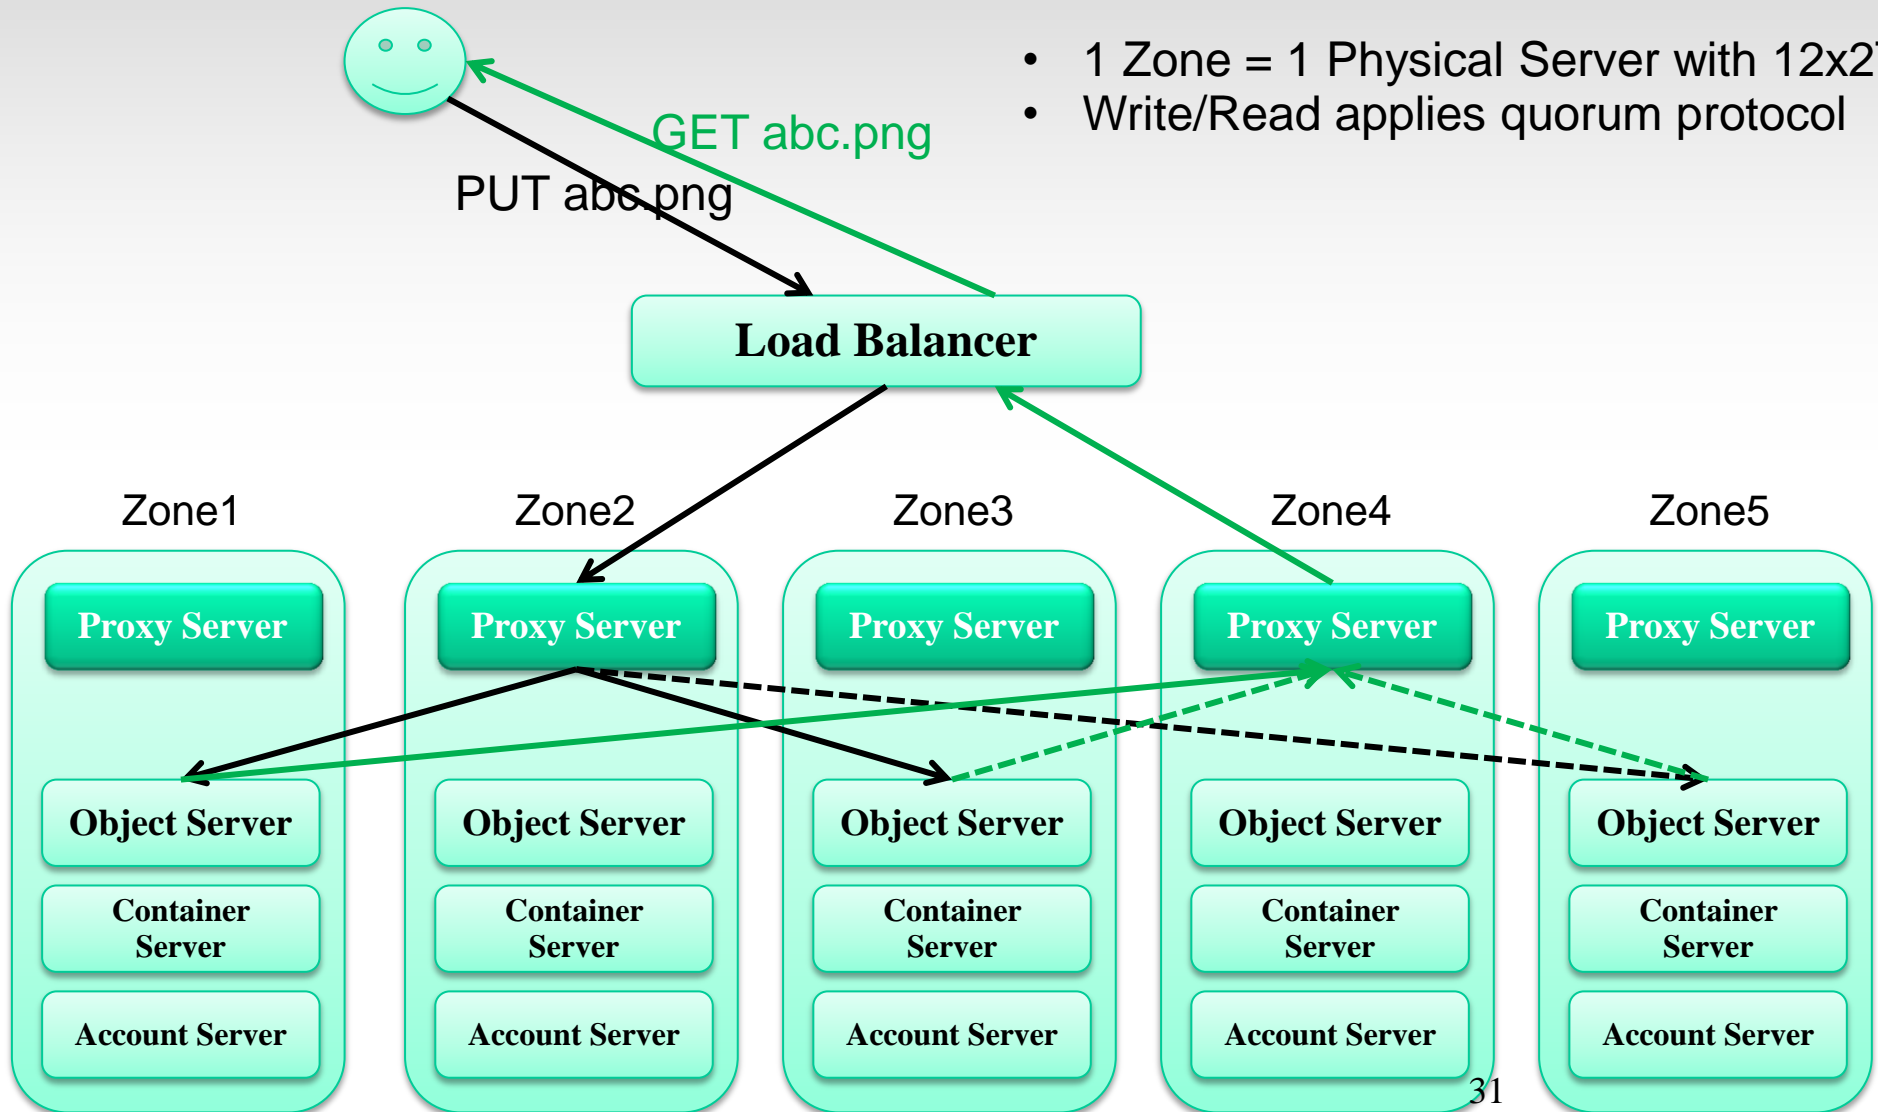 • 1 Zone = 1 Physical Server with 12x2
• Write/Read applies quorum protocol
GET abc.png
PUT abc.png
Load Balancer
Zone1 Zone2 Zone3 Zone4 Zone5
Proxy Server Proxy Server Proxy Server Proxy Server Proxy Server
Object Server Object Server Object Server Object Server Object Server
Container Container Container Container Container
Server Server Server Server Server
Account Server Account Server Account Server Account Server Account Server
31